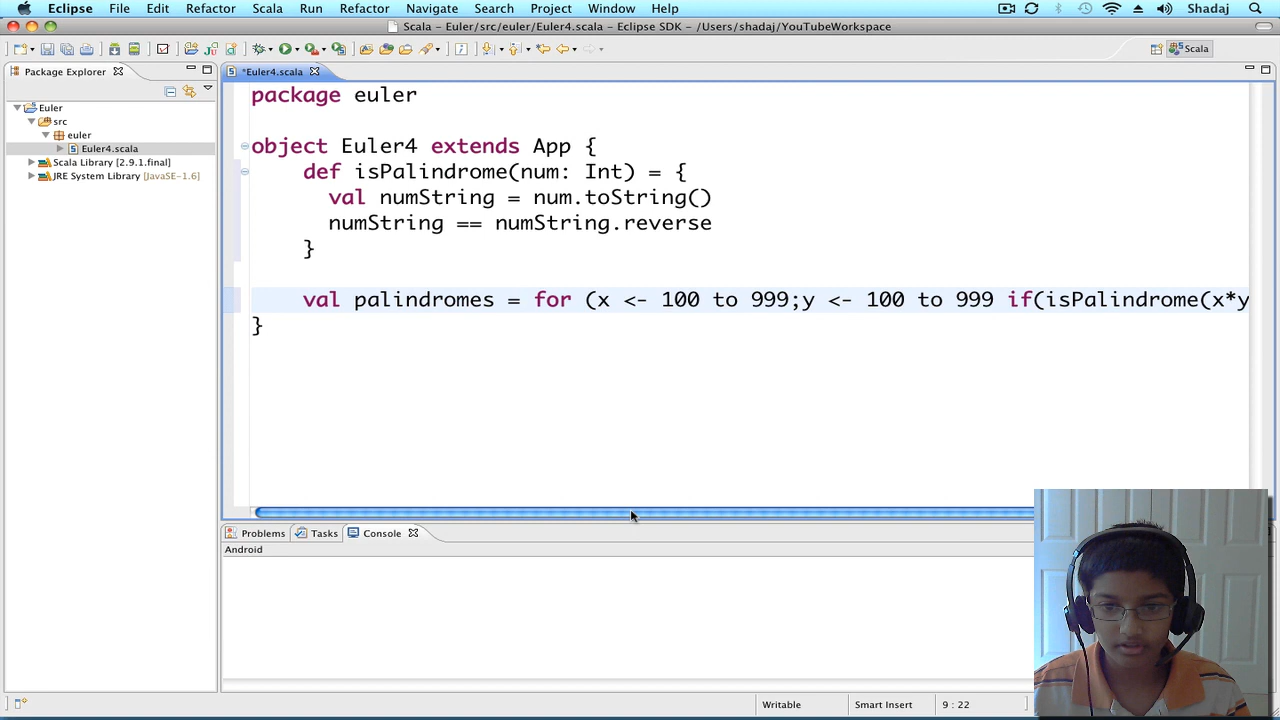 Eclipse File Edit Refactor Scala Run Refactor Navigate Search Project Window Help Shadaj
Scala – Euler/src/euler/Euler4.scala – Eclipse SDK – /Users/shadaj/YouTubeWorkspace
Scala
Package Explorer
*Euler4.scala
Euler
src
euler
Euler4.scala
Scala Library [2.9.1.final]
JRE System Library [JavaSE-1.6]
package euler
object Euler4 extends App {
def isPalindrome(num: Int) = {
val numString = num.toString()
numString == numString.reverse
}
val palindromes = for (x <- 100 to 999;y <- 100 to 999 if(isPalindrome(x*y
}
Problems Tasks Console
Android
Writable Smart Insert 9 : 22